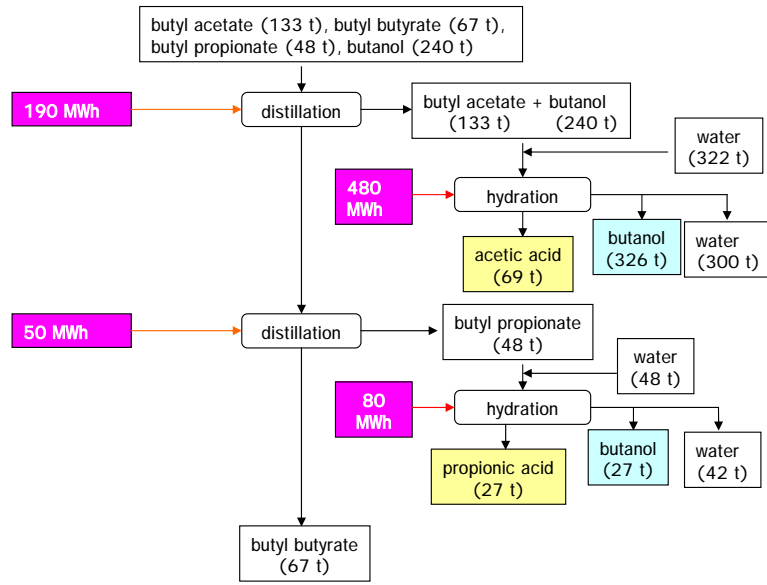 butyl acetate (133 t), butyl butyrate (67 t),
butyl propionate (48 t), butanol (240 t)
190 MWh
distillation
butyl acetate + butanol
(133 t) (240 t)
water
(322 t)
480
MWh
hydration
acetic acid
(69 t)
butanol
(326 t)
water
(300 t)
50 MWh
distillation
butyl propionate
(48 t)
water
(48 t)
80
MWh
hydration
propionic acid
(27 t)
butanol
(27 t)
water
(42 t)
butyl butyrate
(67 t)